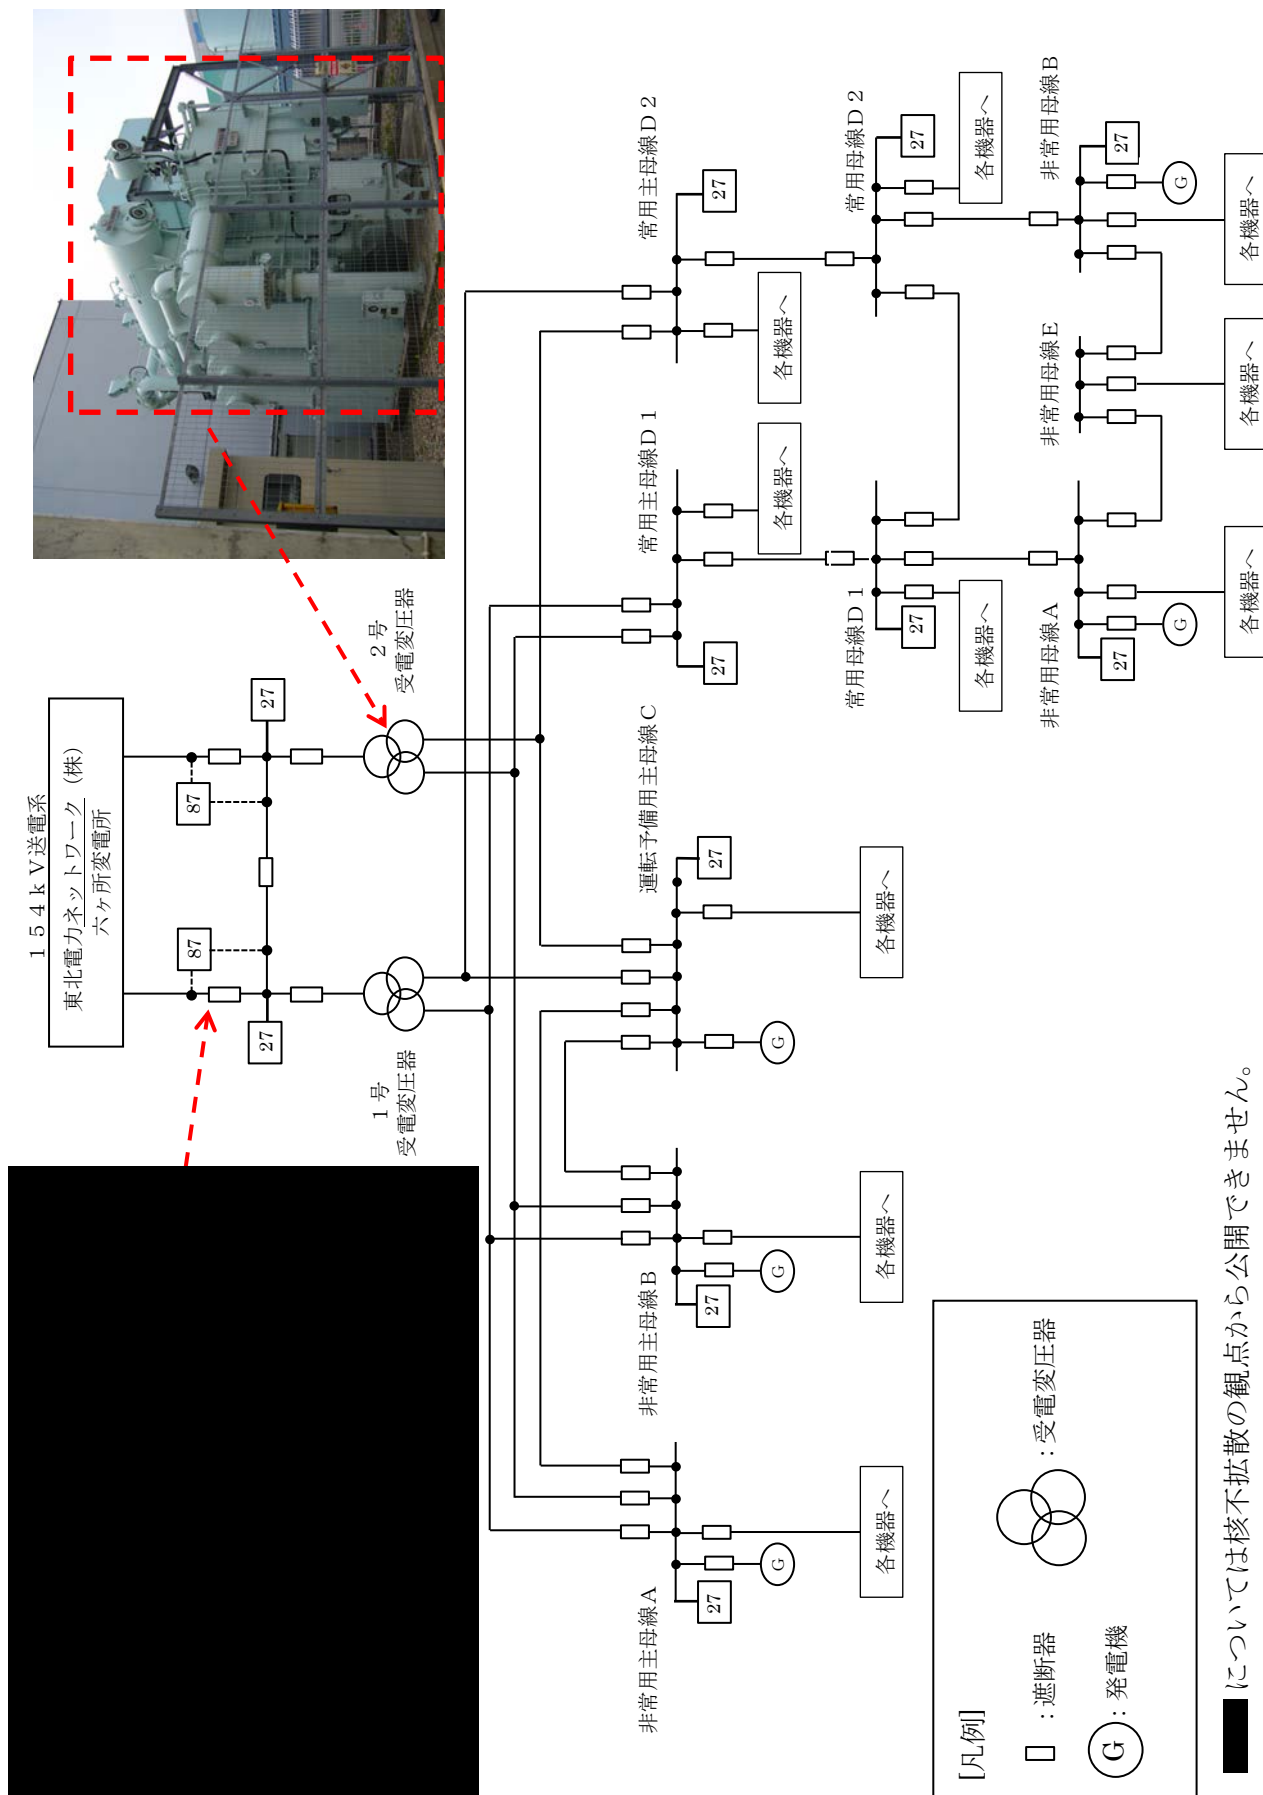 154kV送電系
東北電力ネットワーク(株)
六ヶ所変電所
87
87
27
27
1号
受電変圧器
2号
受電変圧器
非常用主母線A
27
G
各機器へ
非常用主母線B
27
G
各機器へ
運転予備用主母線C
27
G
各機器へ
常用主母線D1
27
各機器へ
常用主母線D2
27
各機器へ
常用母線D1
27
各機器へ
常用母線D2
27
各機器へ
非常用母線A
27
G
各機器へ
非常用母線E
各機器へ
非常用母線B
27
G
各機器へ
[凡例]
:遮断器
:受電変圧器
G:発電機
については核不拡散の観点から公開できません。